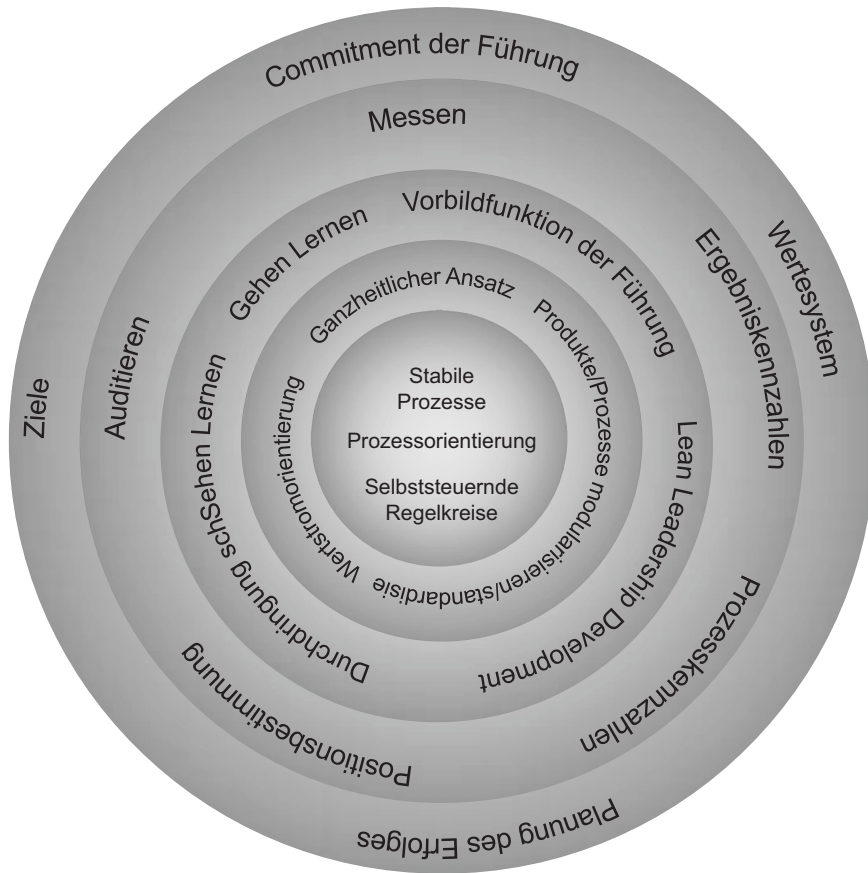 Commitment der Führung
Wertesystem
Planung des Erfolges
Ziele
Messen
Ergebniskennzahlen
Prozesskennzahlen
Positionsbestimmung
Auditieren
Vorbildfunktion der Führung
Lean Leadership Development
Durchdringung schSehen Lernen
Gehen Lernen
Ganzheitlicher Ansatz
Produkte/Prozesse modularisieren/standardisie
Wertstromorientierung
Stabile
Prozesse
Prozessorientierung
Selbststeuernde
Regelkreise